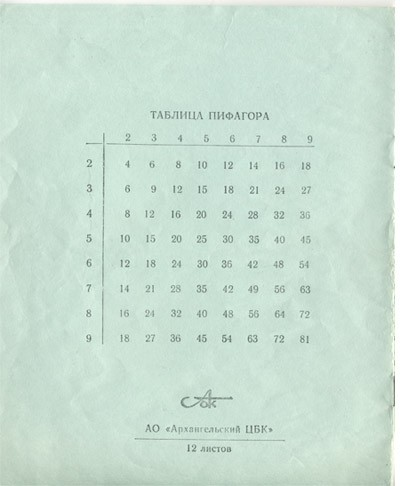 ТАБЛИЦА ПИФАГОРА
2 3 4 5 6 7 8 9
2 4 6 8 10 12 14 16 18
3 6 9 12 15 18 21 24 27
4 8 12 16 20 24 28 32 36
5 10 15 20 25 30 35 40 45
6 12 18 24 30 36 42 48 54
7 14 21 28 35 42 49 56 63
8 16 24 32 40 48 56 64 72
9 18 27 36 45 54 63 72 81
АО «Архангельский ЦБК»
12 листов